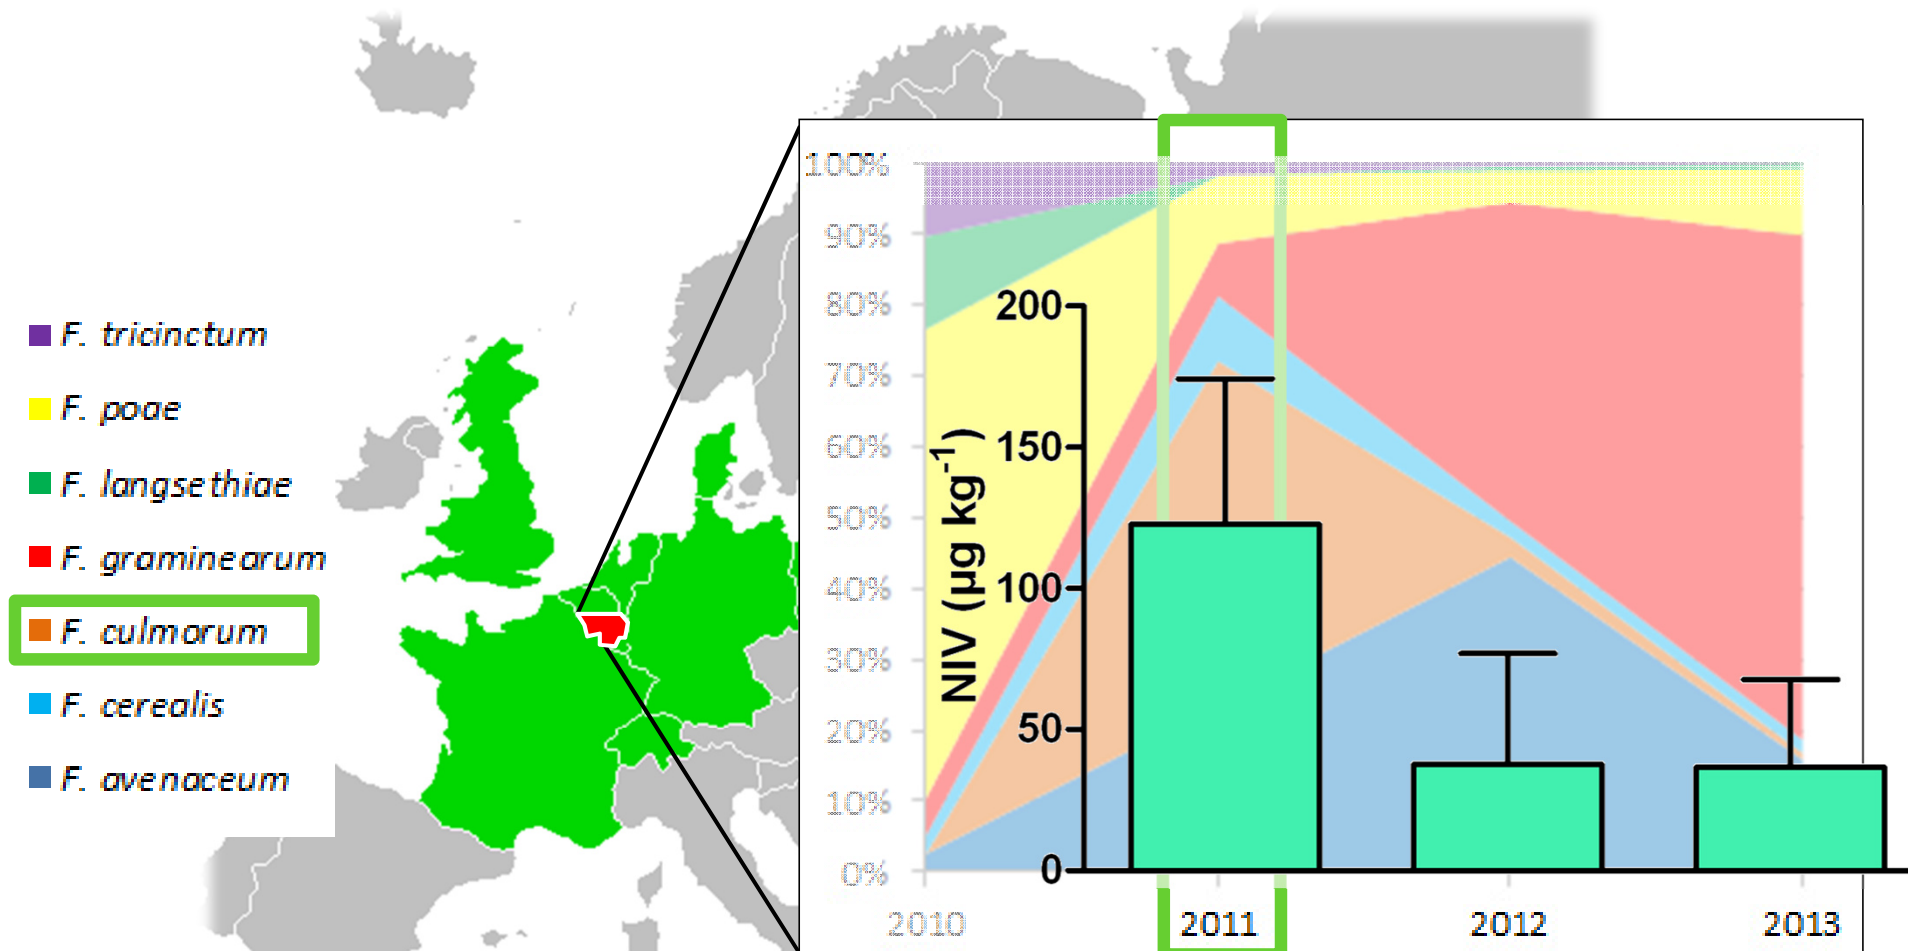 F. tricinctum
F. poae
F. langsethiae
F. graminearum
F. culmorum
F. cerealis
F. avenaceum
100%
90%
80%
70%
60%
50%
40%
30%
20%
10%
0%
NIV (µg kg⁻¹)
200
150
100
50
0
2010
2011
2012
2013